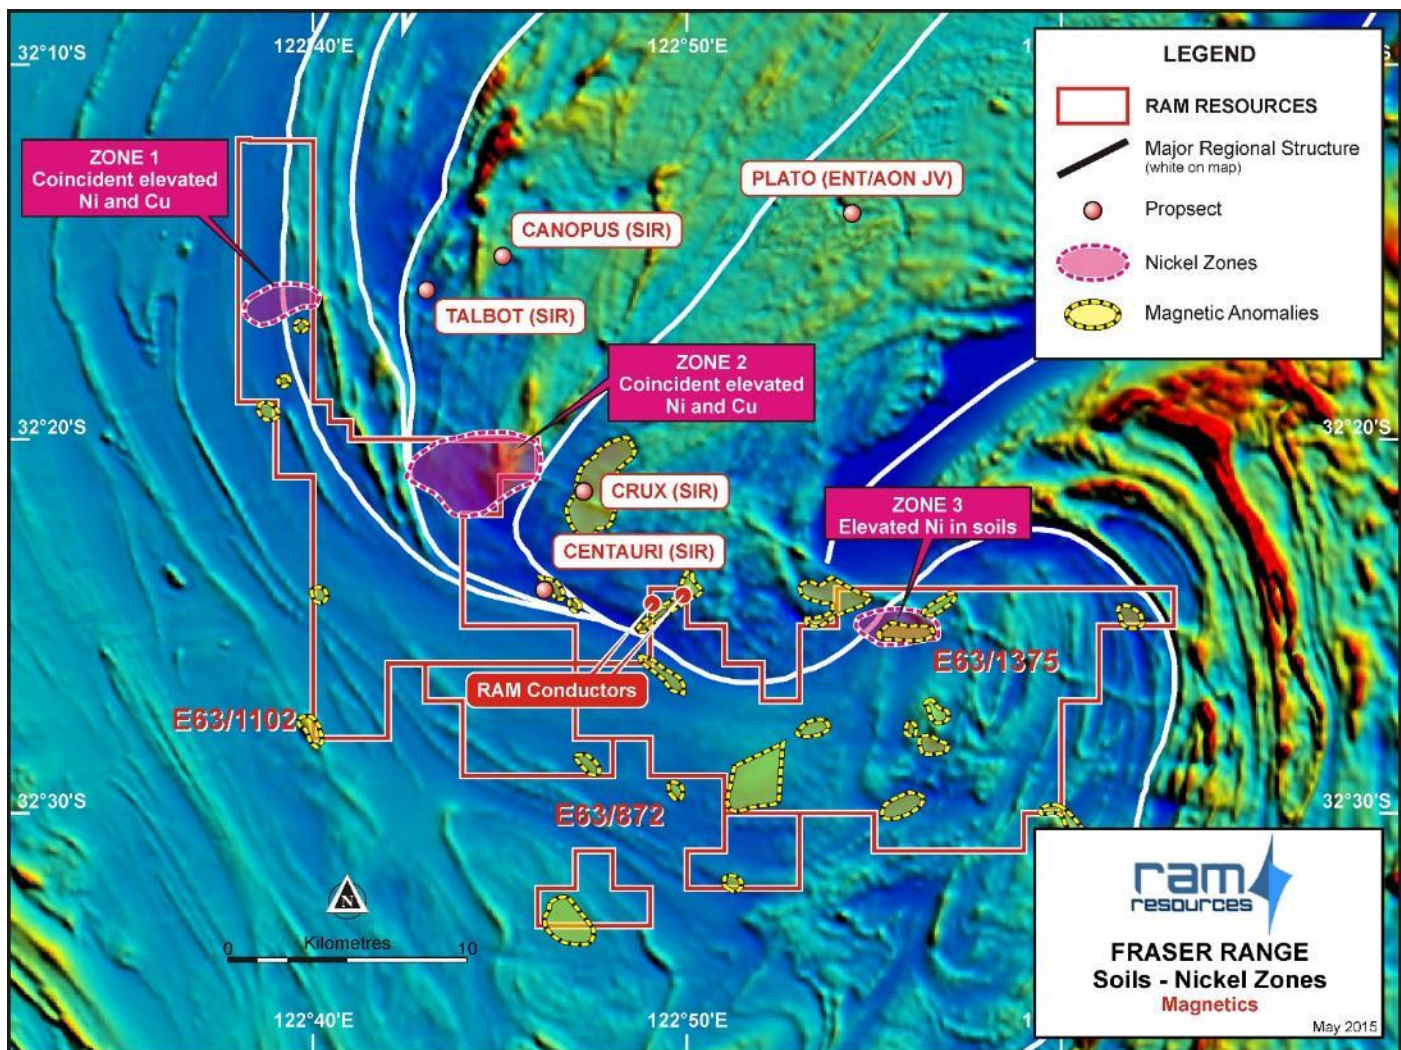 122°40'E
122°50'E
32°10'S
LEGEND
RAM RESOURCES
Major Regional Structure
(white on map)
Propsect
Nickel Zones
Magnetic Anomalies
ZONE 1
Coincident elevated
Ni and Cu
PLATO (ENT/AON JV)
CANOPUS (SIR)
TALBOT (SIR)
ZONE 2
Coincident elevated
Ni and Cu
32°20'S
32°20'S
CRUX (SIR)
ZONE 3
Elevated Ni in soils
CENTAURI (SIR)
E63/1375
RAM Conductors
E63/1102
32°30'S
32°30'S
E63/872
N
0
Kilometres
10
ram
resources
FRASER RANGE
Soils - Nickel Zones
Magnetics
May 2015
122°40'E
122°50'E